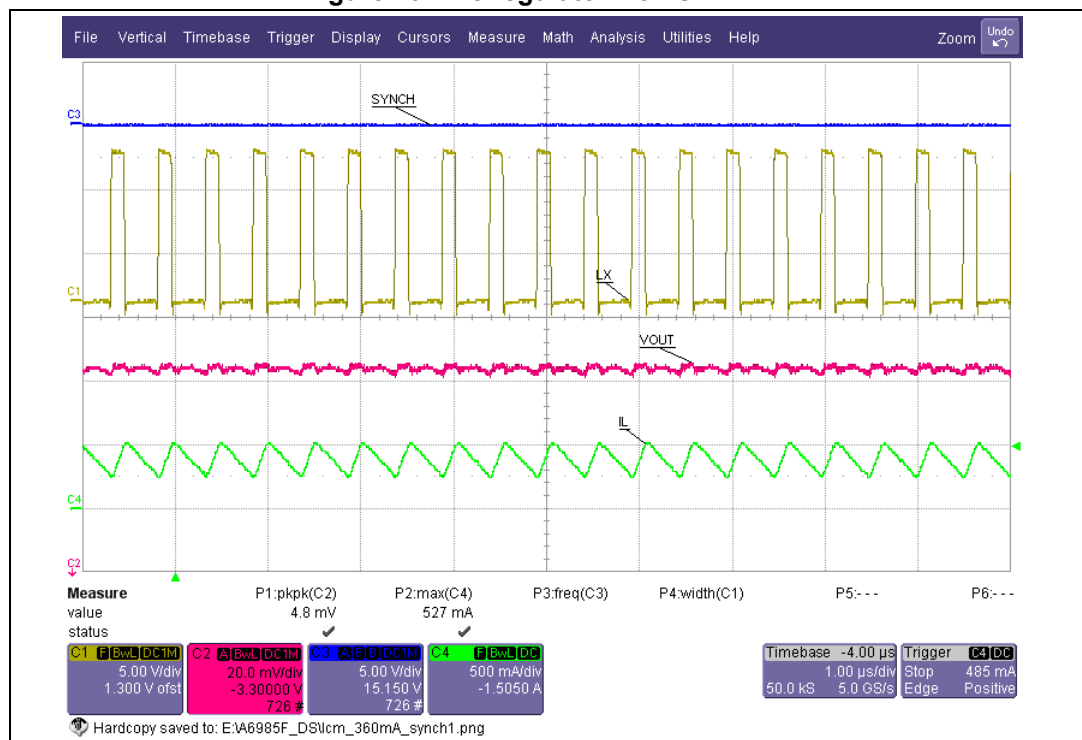 File Vertical Timebase Trigger Display Cursors Measure Math Analysis Utilities Help Zoom Undo
C3
SYNCH
C1
LX
VOUT
IL
C4
C2
Measure P1:pkpk(C2) P2:max(C4) P3:freq(C3) P4:width(C1) P5:- - - P6:- - -
value 4.8 mV 527 mA
status
C1 F BwL DC1M C2 A BwL DC1M C3 A F B DC1M C4 F BwL DC Timebase -4.00 µs Trigger C4 DC
5.00 V/div 20.0 mV/div 5.00 V/div 500 mA/div 1.00 µs/div Stop 485 mA
1.300 V ofst -3.30000 V 15.150 V -1.5050 A 50.0 kS 5.0 GS/s Edge Positive
726 # 726 #
Hardcopy saved to: E:\A6985F_DS\lcm_360mA_synch1.png